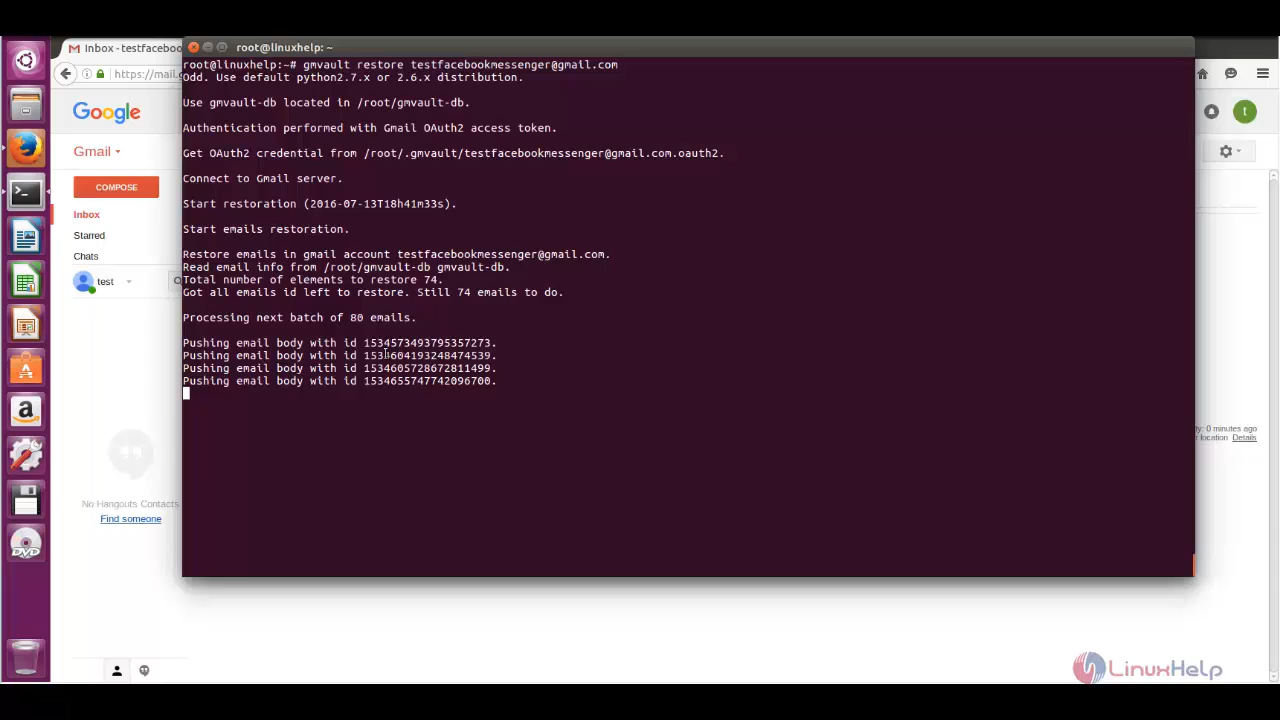 Inbox - testfaceboo
root@linuxhelp: ~
https://mail.
Google
Gmail
COMPOSE
Inbox
Starred
Chats
test
No Hangouts Contacts
Find someone
root@linuxhelp:~# gmvault restore testfacebookmessenger@gmail.com
Odd. Use default python2.7.x or 2.6.x distribution.
Use gmvault-db located in /root/gmvault-db.
Authentication performed with Gmail OAuth2 access token.
Get OAuth2 credential from /root/.gmvault/testfacebookmessenger@gmail.com.oauth2.
Connect to Gmail server.
Start restoration (2016-07-13T18h41m33s).
Start emails restoration.
Restore emails in gmail account testfacebookmessenger@gmail.com.
Read email info from /root/gmvault-db gmvault-db.
Total number of elements to restore 74.
Got all emails id left to restore. Still 74 emails to do.
Processing next batch of 80 emails.
Pushing email body with id 1534573493795357273.
Pushing email body with id 1534604193248474539.
Pushing email body with id 1534605728672811499.
Pushing email body with id 1534655747742096700.
t
ty: 0 minutes ago
r location Details
DVD
LinuxHelp